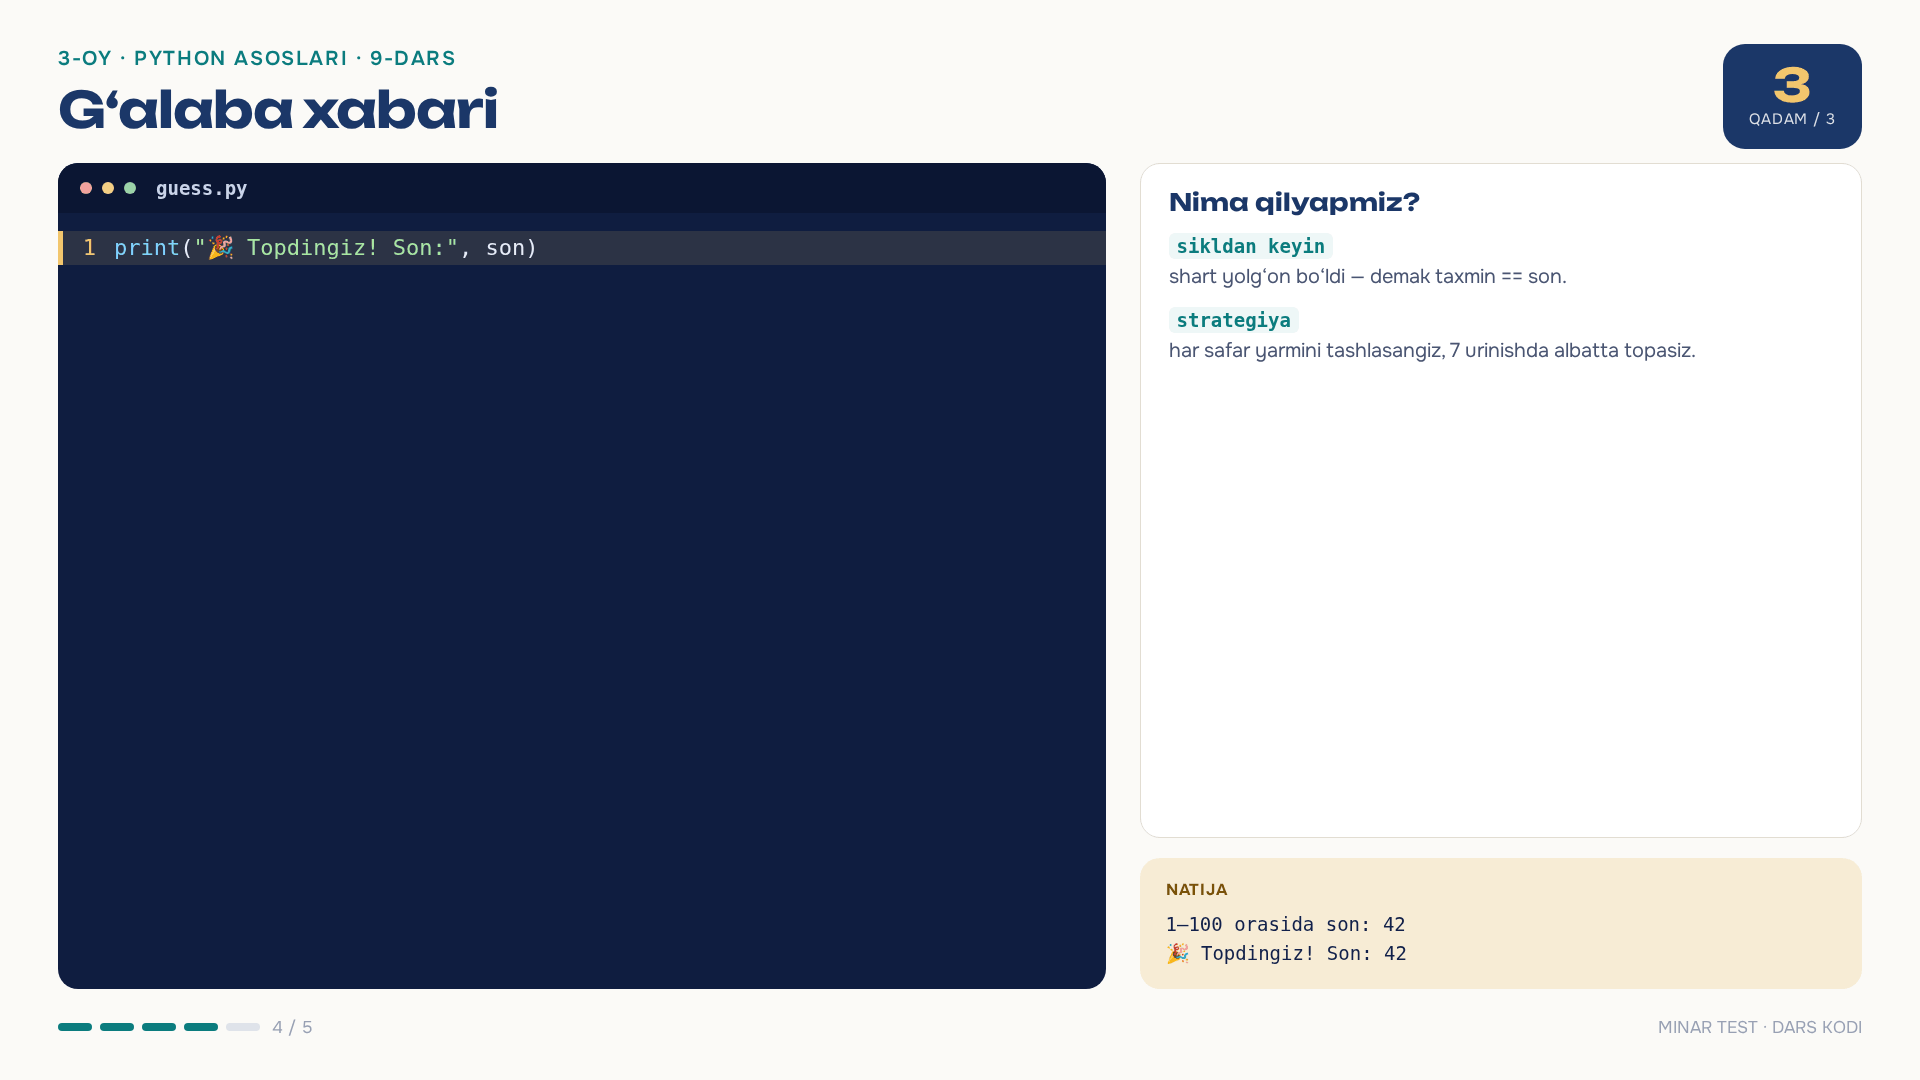 3-OY · PYTHON ASOSLARI · 9-DARS
G‘alaba xabari
3
QADAM / 3
guess.py
1 print("🎉 Topdingiz! Son:", son)
Nima qilyapmiz?
sikldan keyin
shart yolg‘on bo‘ldi — demak taxmin == son.
strategiya
har safar yarmini tashlasangiz, 7 urinishda albatta topasiz.
NATIJA
1–100 orasida son: 42
🎉 Topdingiz! Son: 42
4 / 5
MINAR TEST · DARS KODI